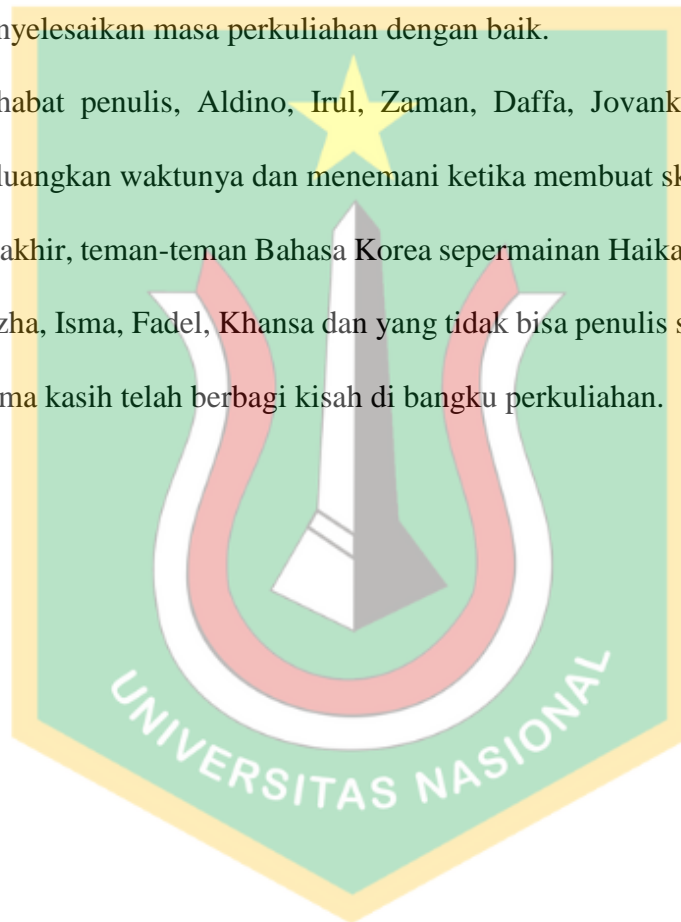 nyelesaikan masa perkuliahan dengan baik.
habat penulis, Aldino, Irul, Zaman, Daffa, Jovank
luangkan waktunya dan menemani ketika membuat sk
akhir, teman-teman Bahasa Korea sepermainan Haika
zha, Isma, Fadel, Khansa dan yang tidak bisa penulis s
ma kasih telah berbagi kisah di bangku perkuliahan.
UNIVERSITAS NASIONAL